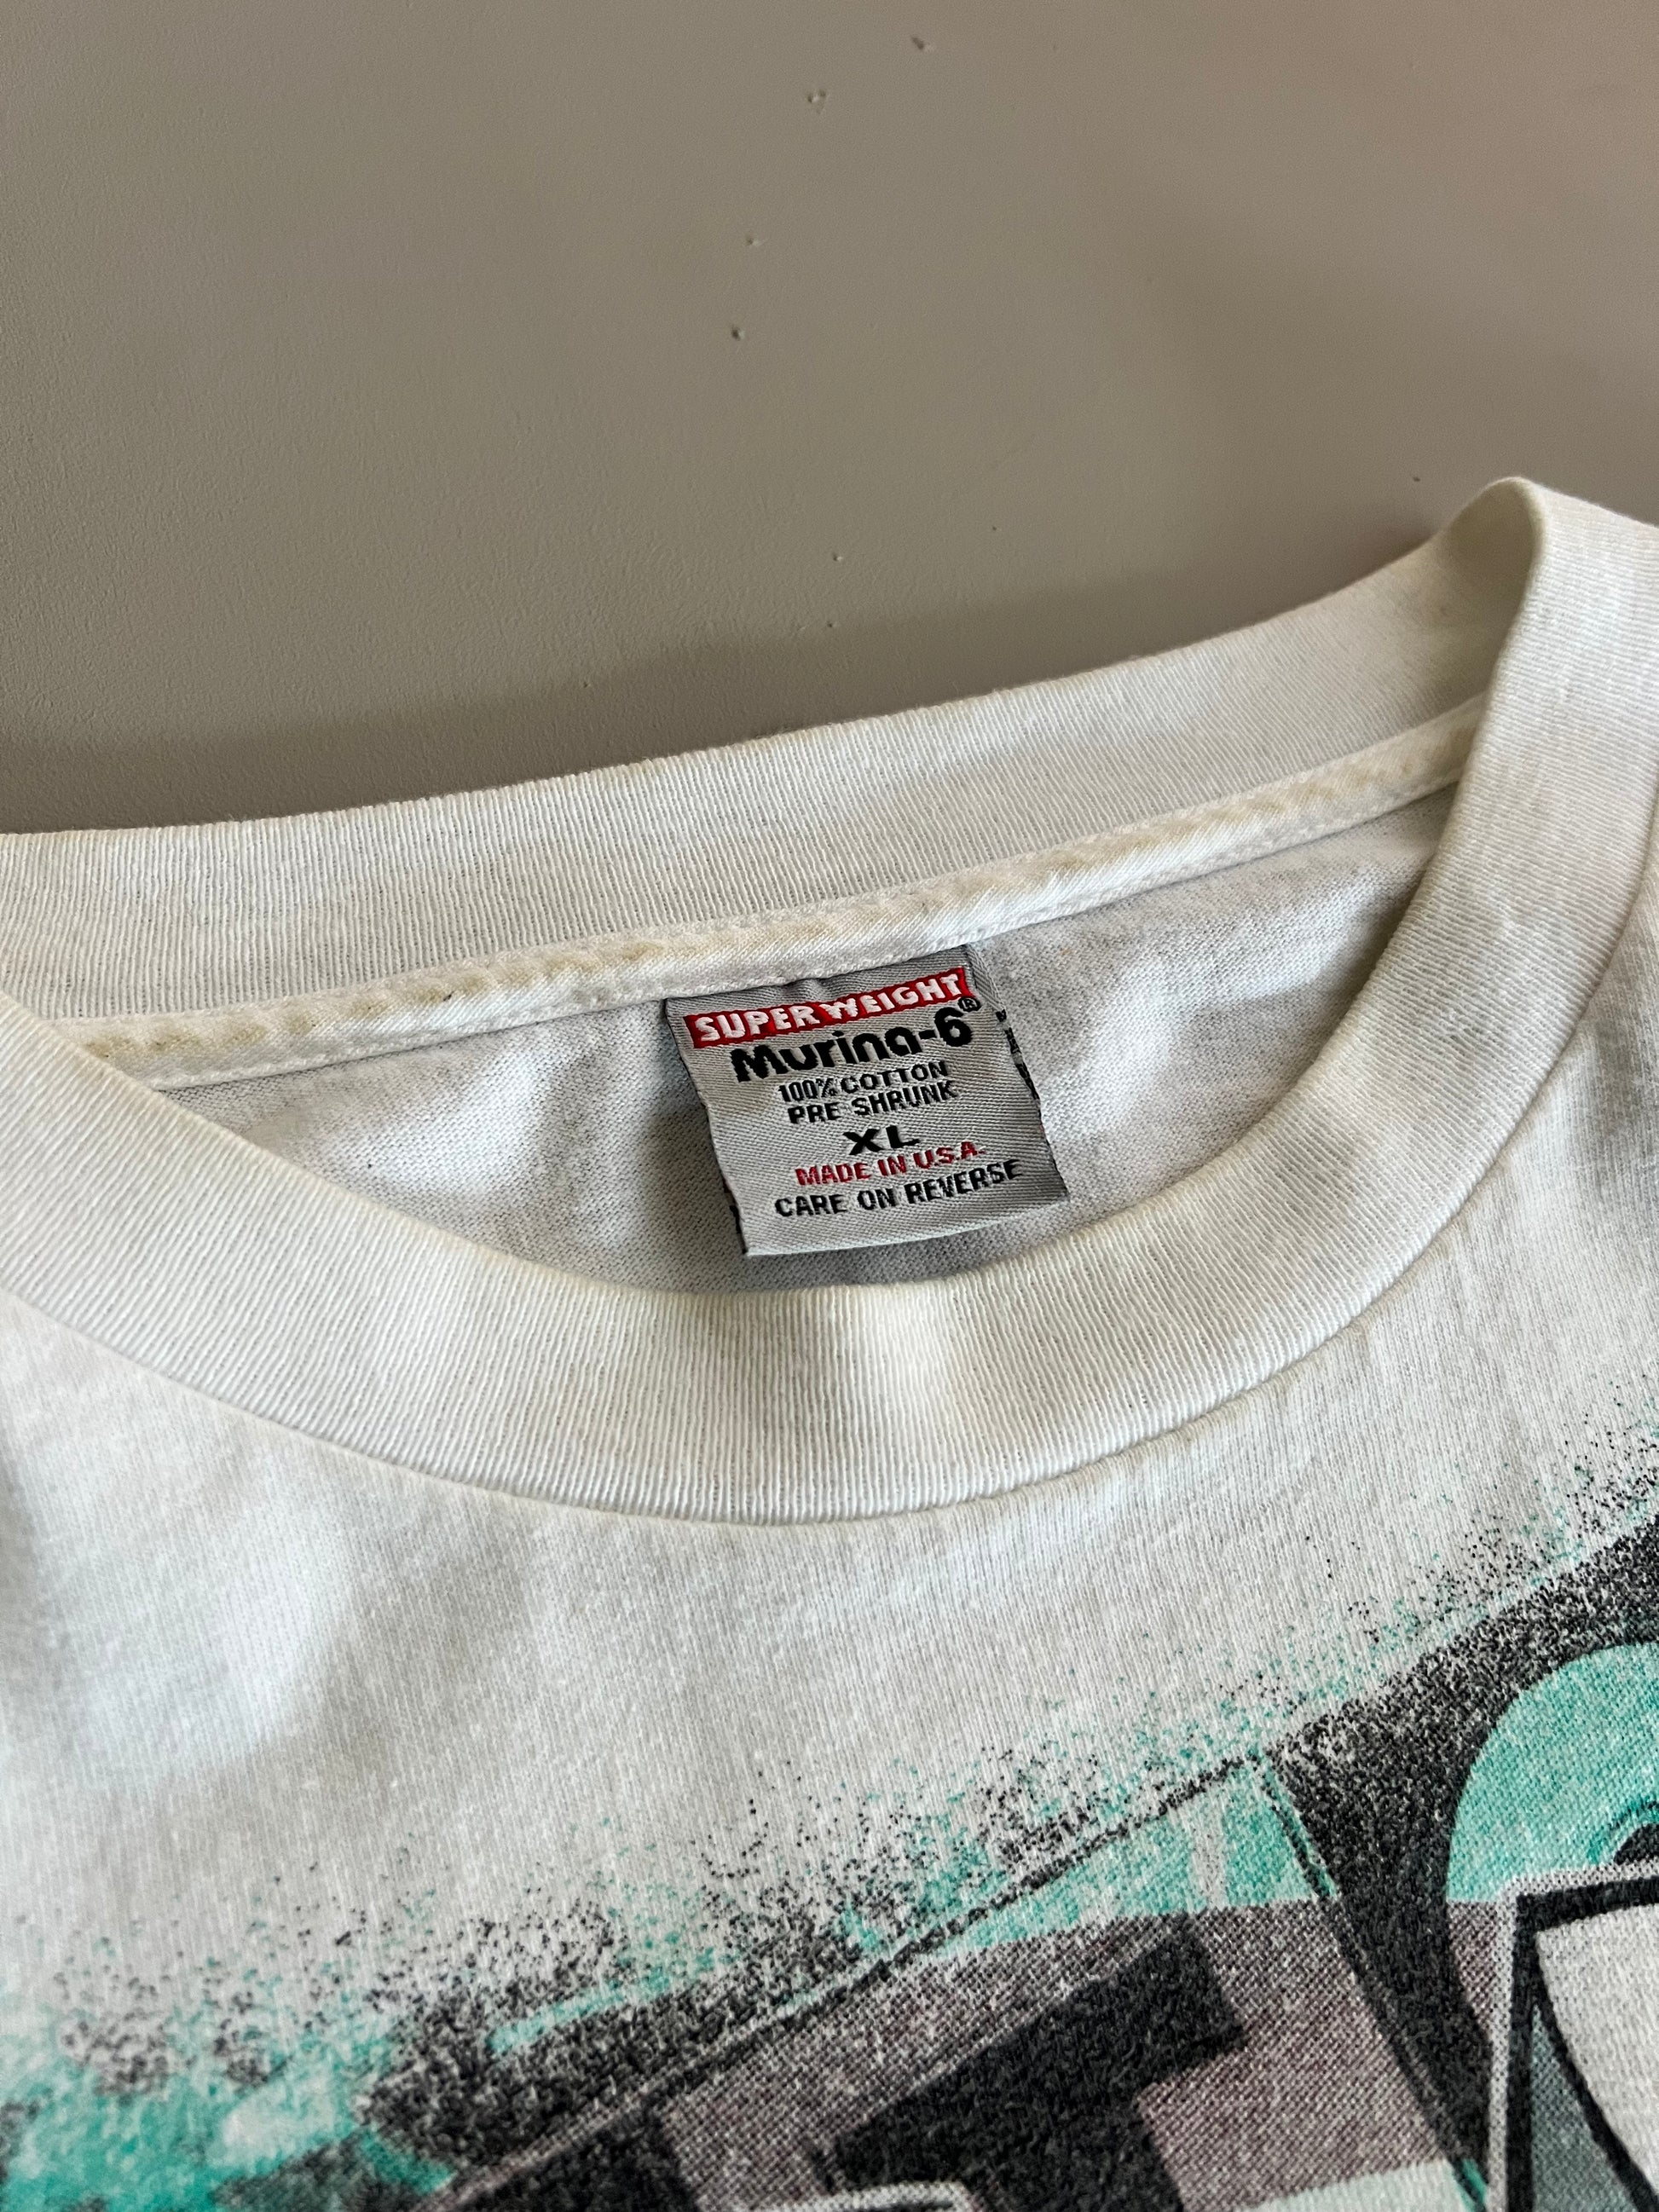 SUPER WEIGHT
Murina-6®
100% COTTON
PRE SHRUNK
XL
MADE IN U.S.A.
CARE ON REVERSE